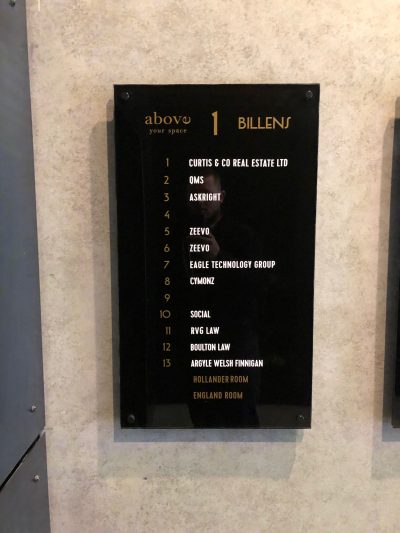 above 1 BILLENS
your space
1 CURTIS & CO REAL ESTATE LTD
2 QMS
3 ASKRIGHT
4
5 ZEEVO
6 ZEEVO
7 EAGLE TECHNOLOGY GROUP
8 CYMONZ
9
10 SOCIAL
11 RVG LAW
12 BOULTON LAW
13 ARGYLE WELSH FINNIGAN
HOLLANDER ROOM
ENGLAND ROOM